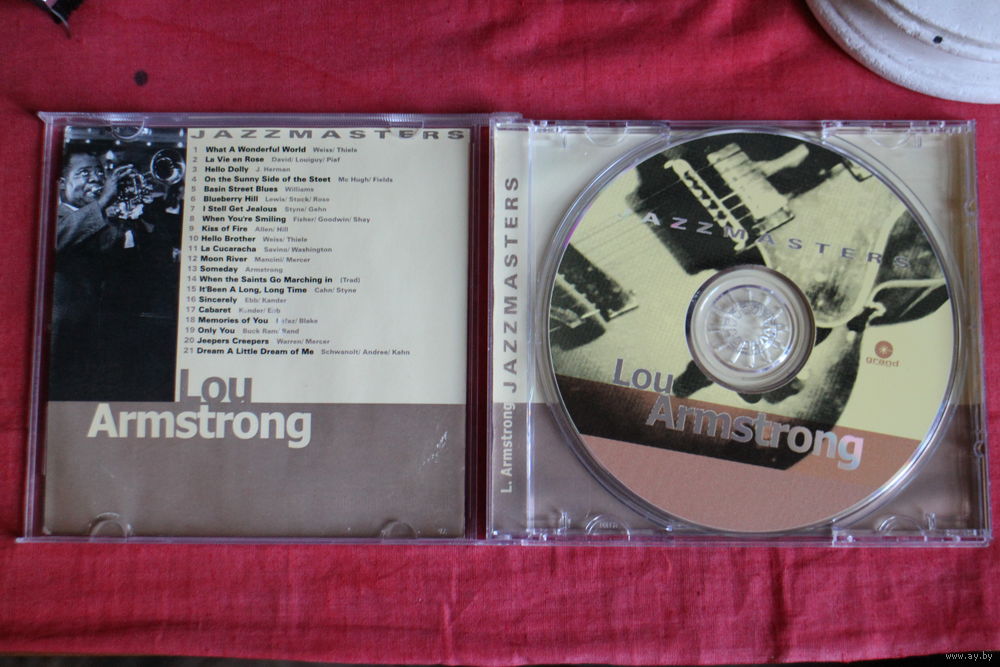 JAZZMASTERS
1 What A Wonderful World Weiss/ Thiele
2 La Vie en Rose David/ Louiguy/ Piaf
3 Hello Dolly J. Herman
4 On the Sunny Side of the Steet Mc Hugh/ Fields
5 Basin Street Blues Williams
6 Blueberry Hill Lewis/ Stock/ Rose
7 I Stell Get Jealous Styne/ Gahn
8 When You're Smiling Fisher/ Goodwin/ Shay
9 Kiss of Fire Allen/ Hill
10 Hello Brother Weiss/ Thiele
11 La Cucaracha Savino/ Washington
12 Moon River Mancini/ Mercer
13 Someday Armstrong
14 When the Saints Go Marching in (Trad)
15 It'Been A Long, Long Time Cahn/ Styne
16 Sincerely Ebb/ Kander
17 Cabaret Kander/ Ebb
18 Memories of You Blake
19 Only You Buck Ram/ Rand
20 Jeepers Creepers Warren/ Mercer
21 Dream A Little Dream of Me Schwanolt/ Andree/ Kahn
Lou
Armstrong
L. Armstrong JAZZMASTERS
JAZZMASTERS
grand
Lou
Armstrong
www.ay.by